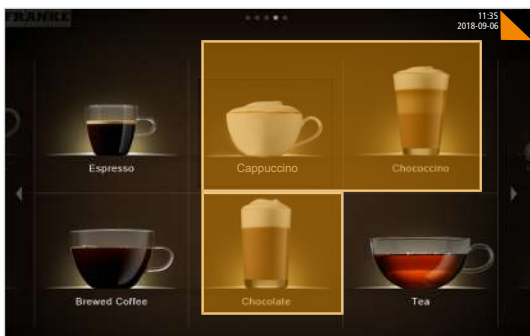 FRANKE
11:35
2018-09-06
Espresso
Cappuccino
Chococcino
Brewed Coffee
Chocolate
Tea